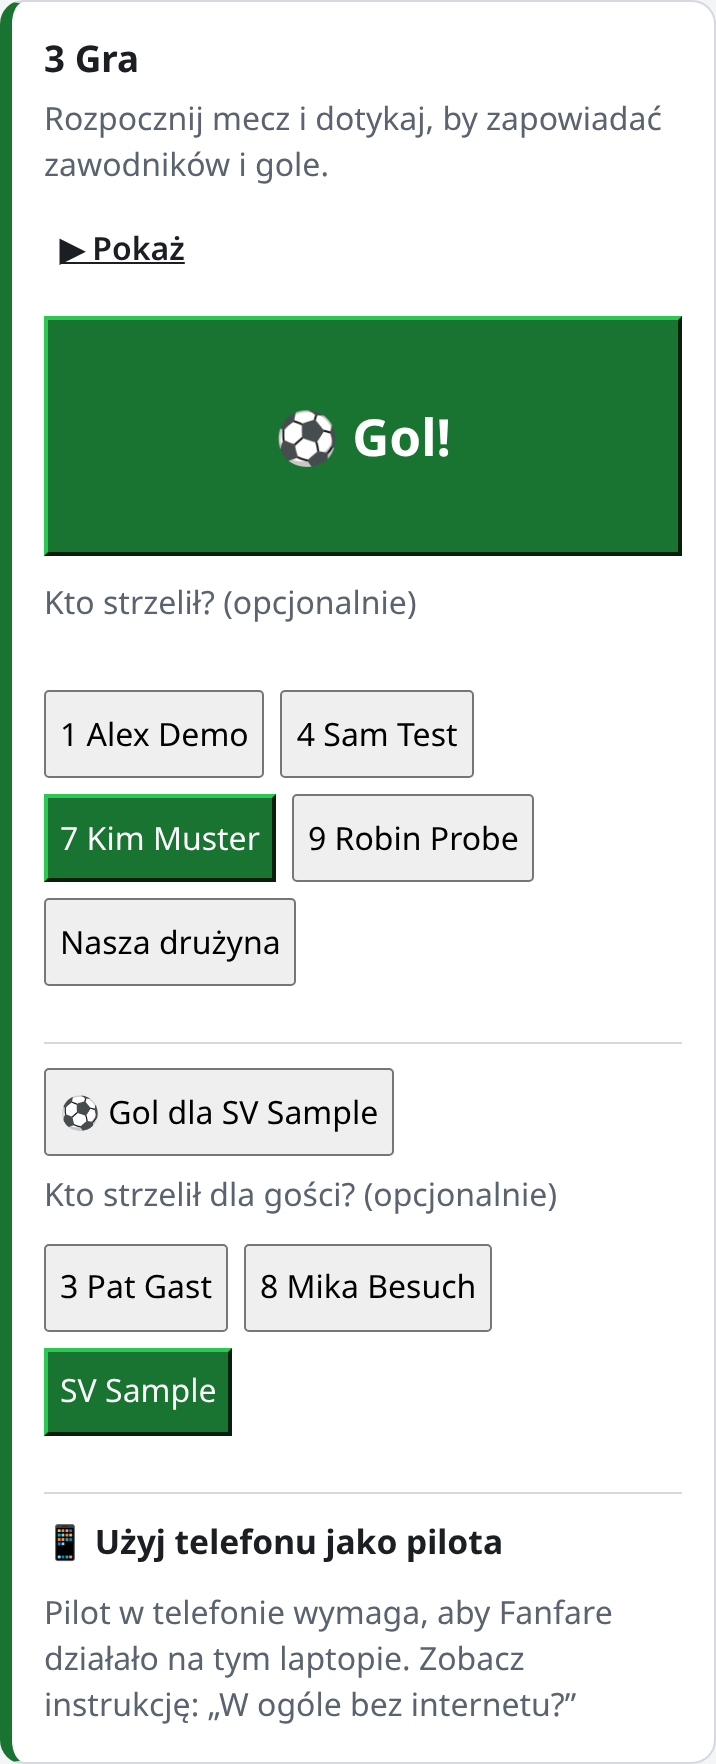 3 Gra
Rozpocznij mecz i dotykaj, by zapowiadać
zawodników i gole.
▶ Pokaż
⚽ Gol!
Kto strzelił? (opcjonalnie)
1 Alex Demo
4 Sam Test
7 Kim Muster
9 Robin Probe
Nasza drużyna
⚽ Gol dla SV Sample
Kto strzelił dla gości? (opcjonalnie)
3 Pat Gast
8 Mika Besuch
SV Sample
📱 Użyj telefonu jako pilota
Pilot w telefonie wymaga, aby Fanfare
działało na tym laptopie. Zobacz
instrukcję: „W ogóle bez internetu?”